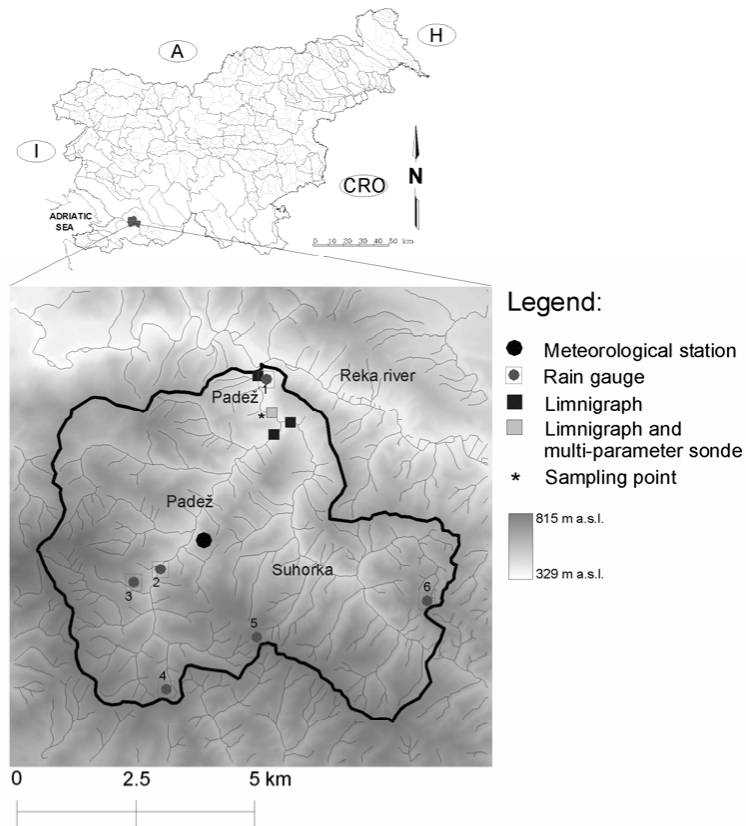 A
H
I
CRO
N
ADRIATIC
SEA
0 10 20 30 40 50 km
Legend:
Meteorological station
Rain gauge
Limnigraph
Limnigraph and
multi-parameter sonde
* Sampling point
815 m a.s.l.
329 m a.s.l.
Reka river
1
Padež
*
Padež
Suhorka
2
3
6
5
4
0 2.5 5 km